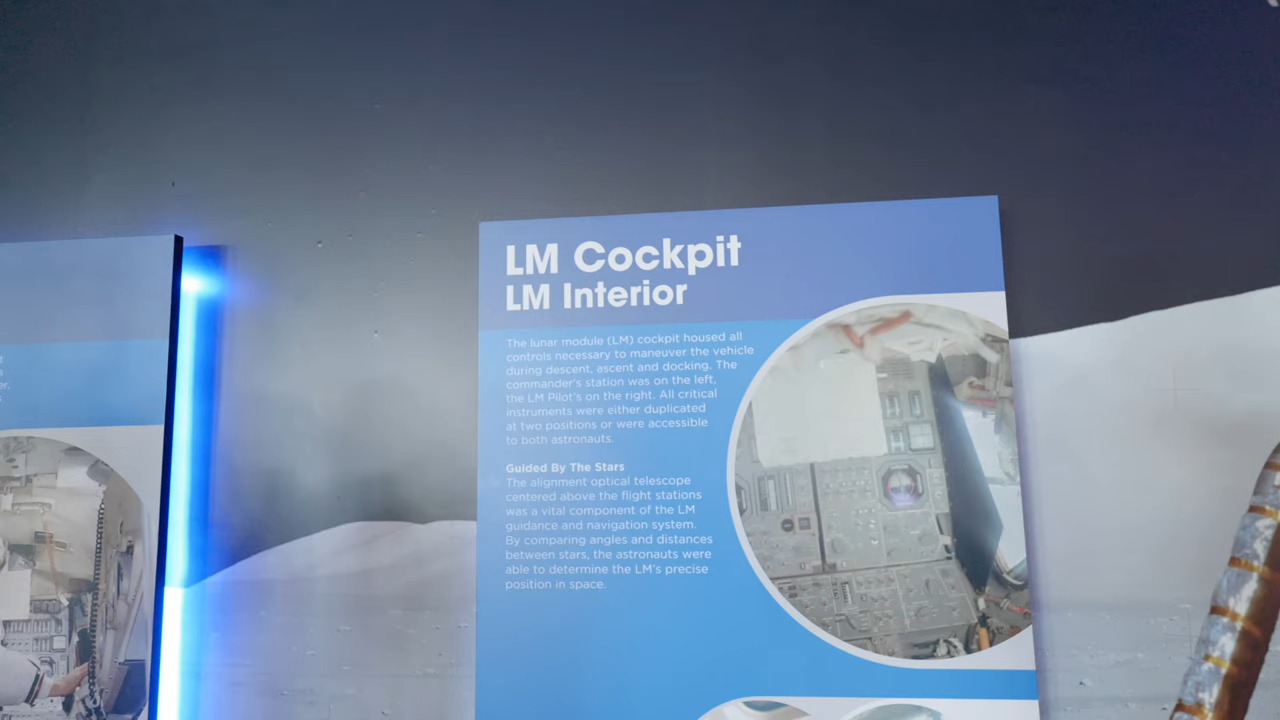 LM Cockpit
LM Interior
The lunar module (LM) cockpit housed all
controls necessary to maneuver the vehicle
during descent, ascent and docking. The
commander's station was on the left,
the LM Pilot's on the right. All critical
instruments were either duplicated
at two positions or were accessible
to both astronauts.
Guided By The Stars
The alignment optical telescope
centered above the flight stations
was a vital component of the LM
guidance and navigation system.
By comparing angles and distances
between stars, the astronauts were
able to determine the LM's precise
position in space.